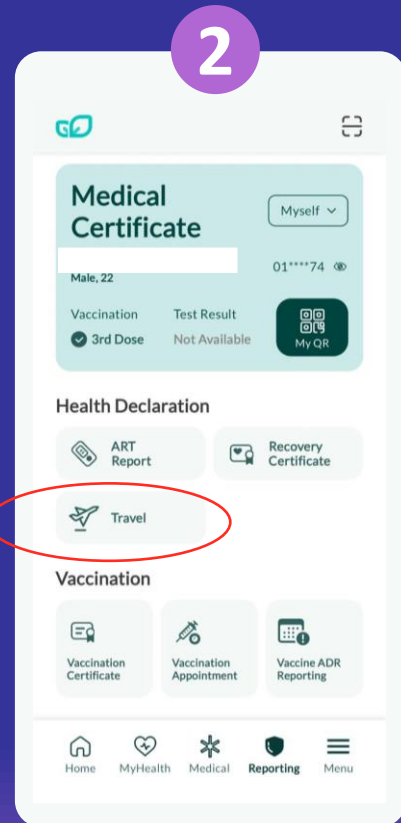 2
Medical
Certificate
Myself
Male, 22
01****74
Vaccination
Test Result
3rd Dose
Not Available
My QR
Health Declaration
ART
Report
Recovery
Certificate
Travel
Vaccination
Vaccination
Certificate
Vaccination
Appointment
Vaccine ADR
Reporting
Home
MyHealth
Medical
Reporting
Menu